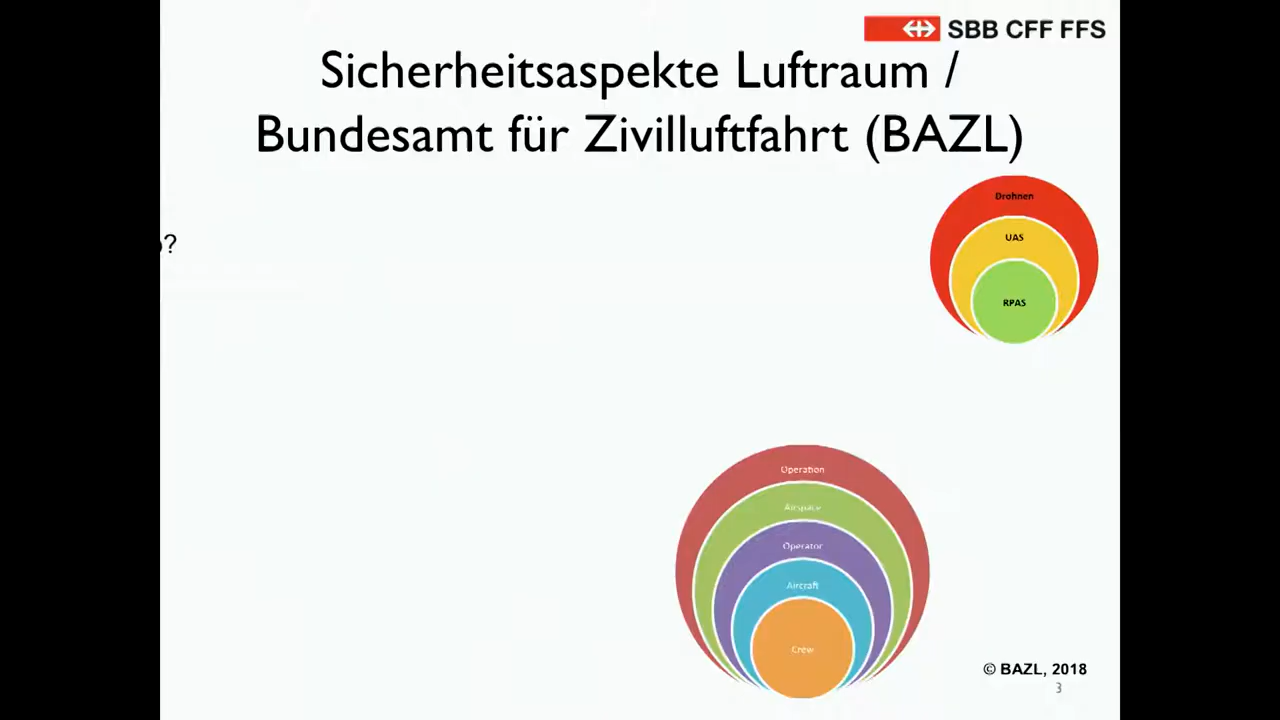 SBB CFF FFS
Sicherheitsaspekte Luftraum /
Bundesamt für Zivilluftfahrt (BAZL)
Drohnen
UAS
RPAS
?
Operation
Airspace
Operator
Aircraft
Crew
© BAZL, 2018
3